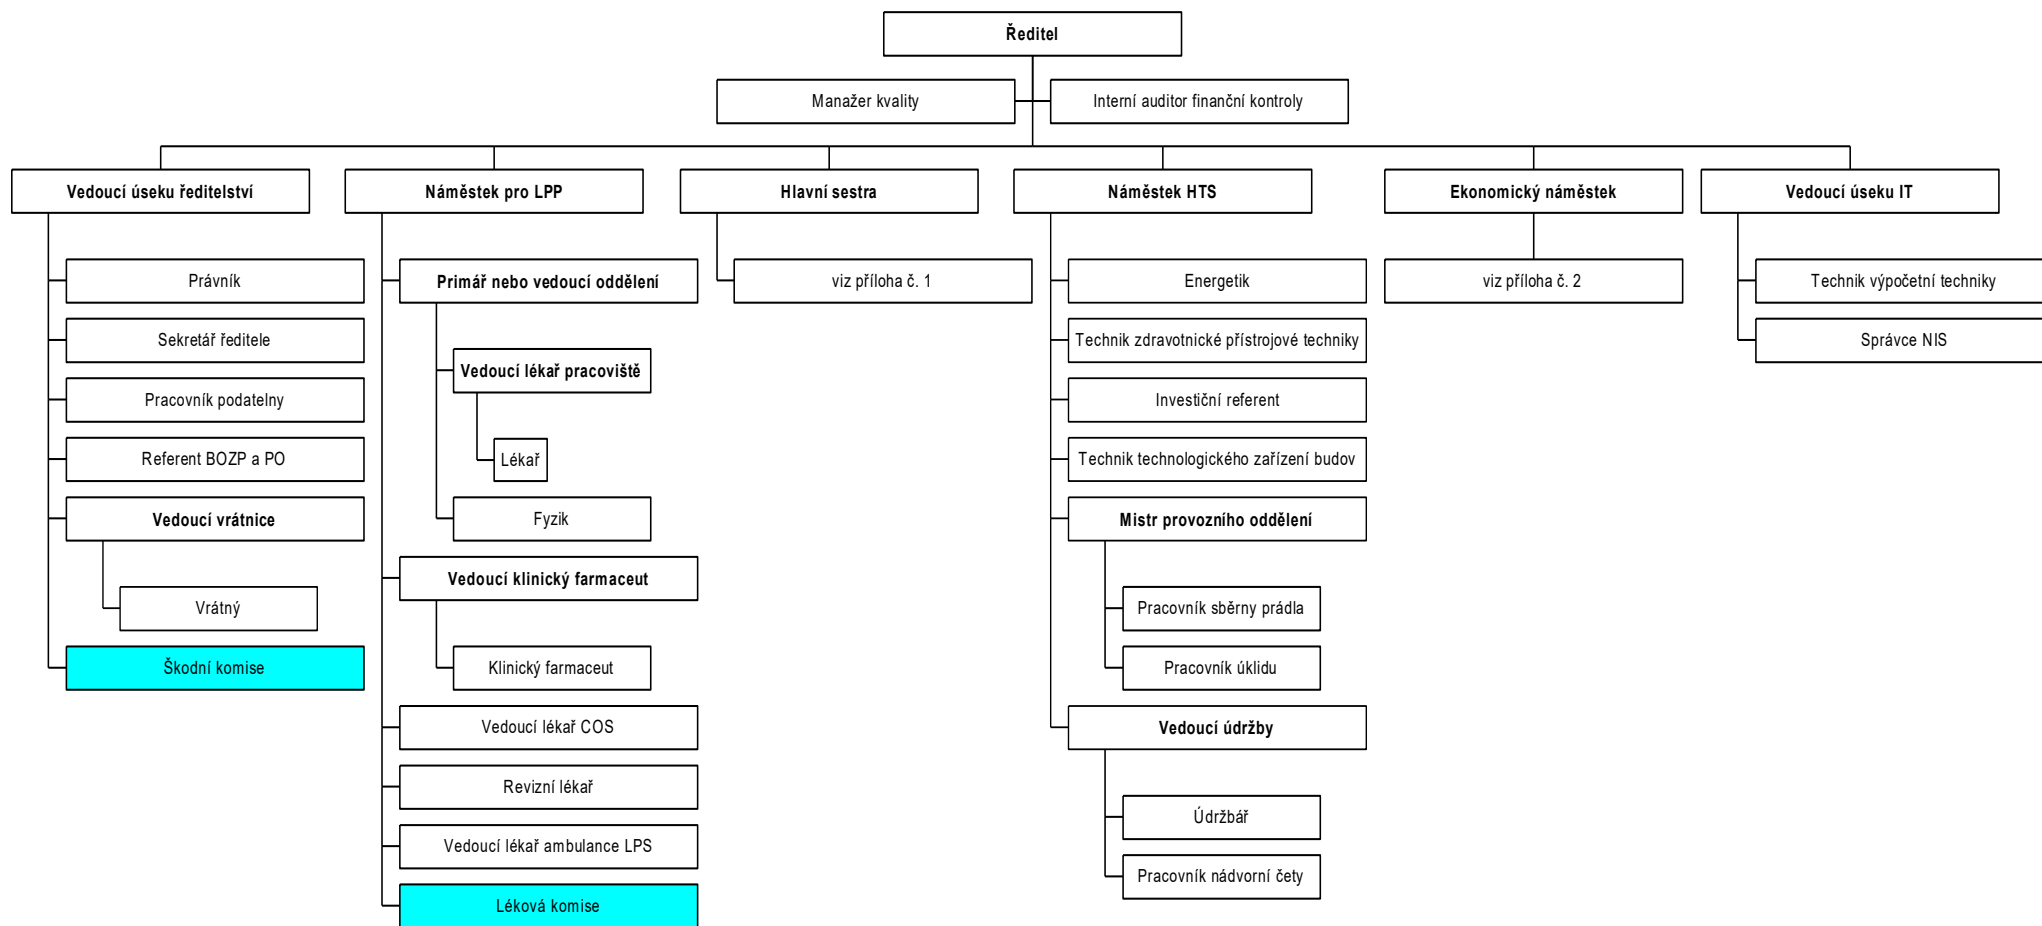 Ředitel
Manažer kvality
Interní auditor finanční kontroly
Vedoucí úseku ředitelství
Náměstek pro LPP
Hlavní sestra
Náměstek HTS
Ekonomický náměstek
Vedoucí úseku IT
Právník
Sekretář ředitele
Pracovník podatelny
Referent BOZP a PO
Vedoucí vrátnice
Vrátný
Škodní komise
Primář nebo vedoucí oddělení
Vedoucí lékař pracoviště
Lékař
Fyzik
Vedoucí klinický farmaceut
Klinický farmaceut
Vedoucí lékař COS
Revizní lékař
Vedoucí lékař ambulance LPS
Léková komise
viz příloha č. 1
Energetik
Technik zdravotnické přístrojové techniky
Investiční referent
Technik technologického zařízení budov
Mistr provozního oddělení
Pracovník sběrny prádla
Pracovník úklidu
Vedoucí údržby
Údržbář
Pracovník nádvorní čety
viz příloha č. 2
Technik výpočetní techniky
Správce NIS